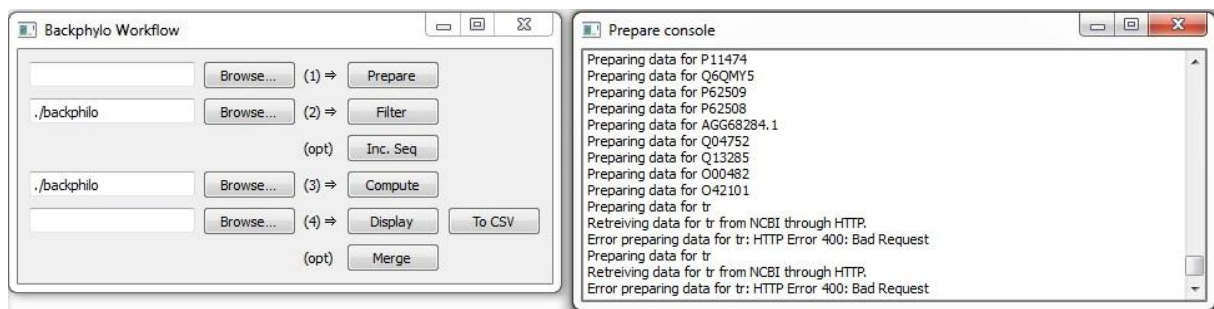 Backphylo Workflow
Browse... (1) ⇒ Prepare
./backphilo Browse... (2) ⇒ Filter
(opt) Inc. Seq
./backphilo Browse... (3) ⇒ Compute
Browse... (4) ⇒ Display To CSV
(opt) Merge
Prepare console
Preparing data for P11474
Preparing data for Q6QMY5
Preparing data for P62509
Preparing data for P62508
Preparing data for AGG68284.1
Preparing data for Q04752
Preparing data for Q13285
Preparing data for O00482
Preparing data for O42101
Preparing data for tr
Retreiving data for tr from NCBI through HTTP.
Error preparing data for tr: HTTP Error 400: Bad Request
Preparing data for tr
Retreiving data for tr from NCBI through HTTP.
Error preparing data for tr: HTTP Error 400: Bad Request